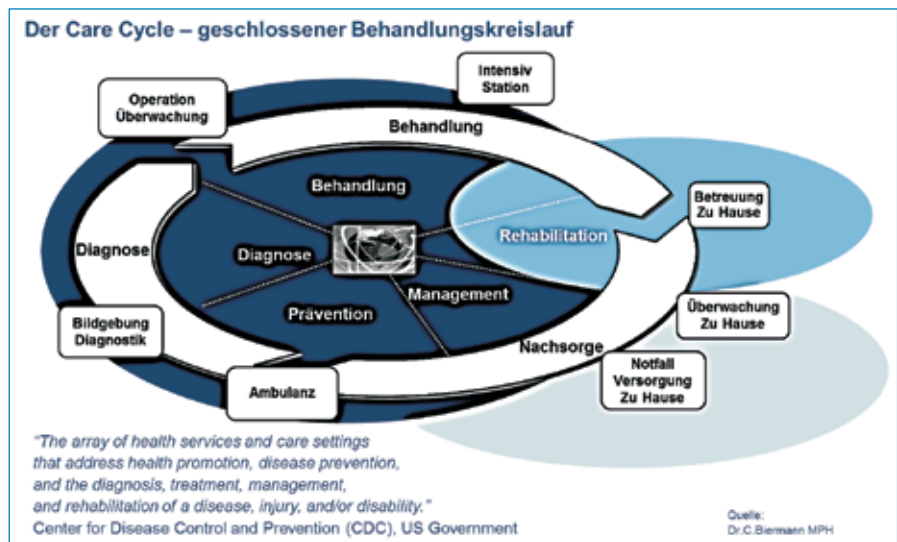 Der Care Cycle – geschlossener Behandlungskreislauf
Intensiv
Station
Operation
Überwachung
Behandlung
Behandlung
Betreuung
Zu Hause
Rehabilitation
Diagnose
Diagnose
Management
Prävention
Überwachung
Zu Hause
Bildgebung
Diagnostik
Nachsorge
Notfall
Versorgung
Zu Hause
Ambulanz
"The array of health services and care settings
that address health promotion, disease prevention,
and the diagnosis, treatment, management,
and rehabilitation of a disease, injury, and/or disability."
Center for Disease Control and Prevention (CDC), US Government
Quelle:
Dr.C.Biermann MPH